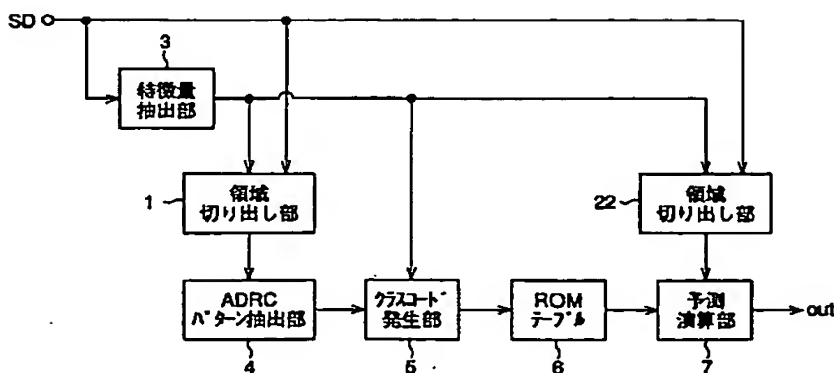 SD
3
特徴量
抽出部
1
領域
切り出し部
22
領域
切り出し部
ADRC
パターン抽出部
クラスコード
発生部
ROM
テーブル
予測
演算部
out
4
5
6
7